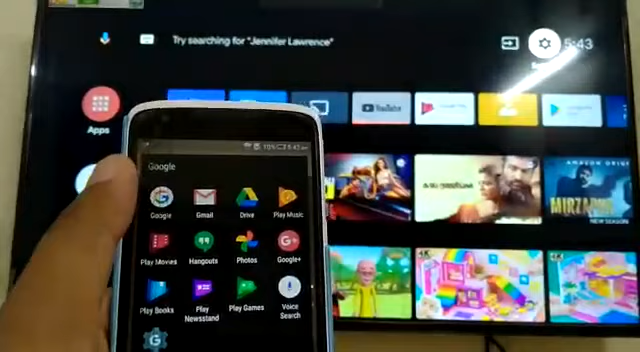 Try searching for "Jennifer Lawrence"
5:43
Apps
YouTube
Google
Google
Gmail
Drive
Play Music
Play Movies
Hangouts
Photos
Google+
Play Books
Play Newsstand
Play Games
Voice Search
AMAZON ORIGINAL
MIRZAPUR
NEW SEASON
4K
4K